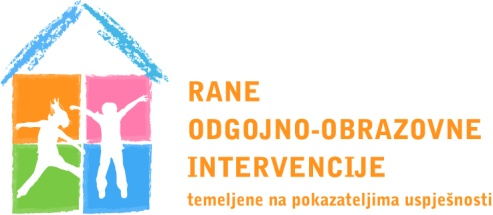 RANE
ODGOJNO-OBRAZOVNE
INTERVENCIJE
temeljene na pokazateljima uspješnosti